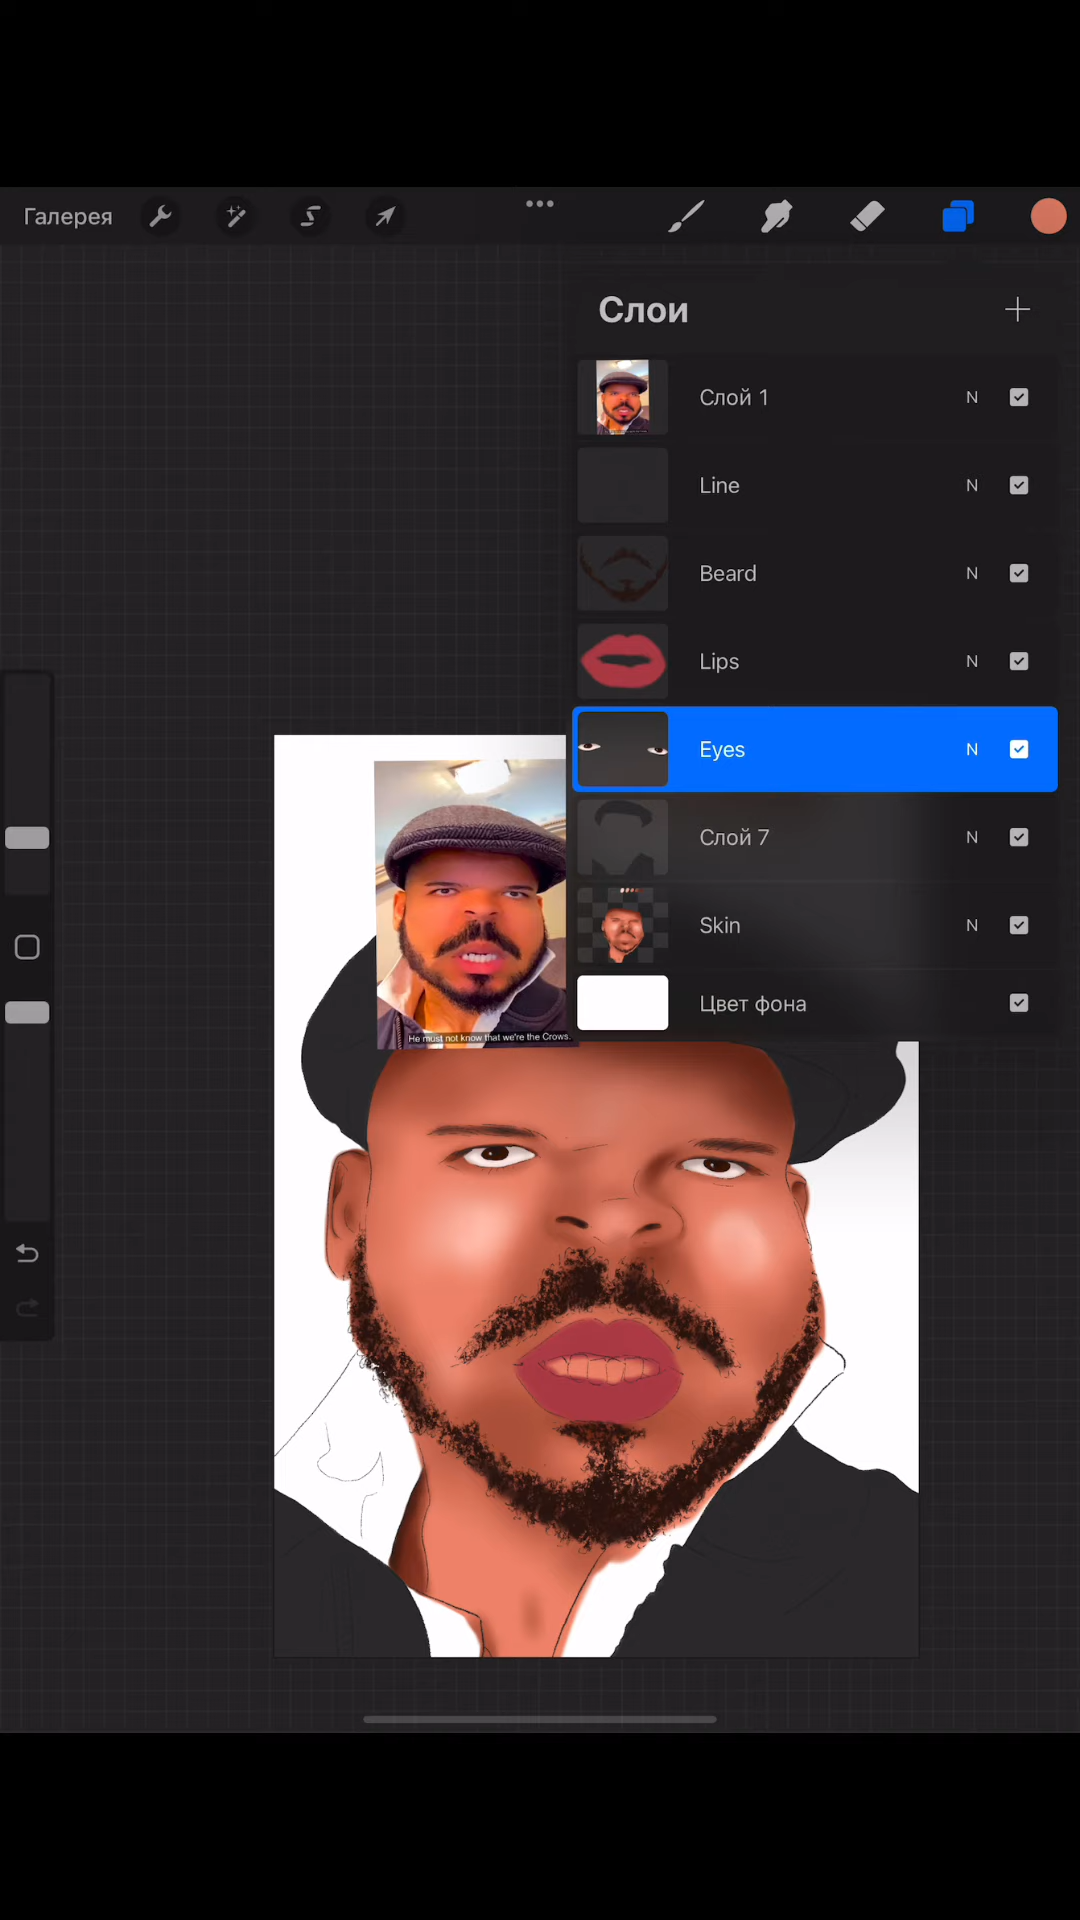 Галерея
Слои
Слой 1 N
Line N
Beard N
Lips N
Eyes N
Слой 7 N
Skin N
Цвет фона
He must not know that we're the Crows.